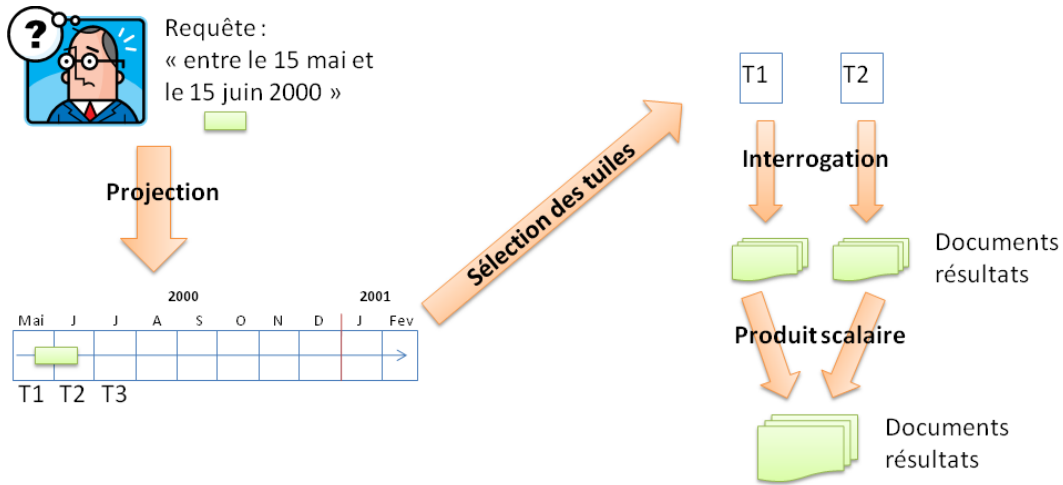 ?
Requête :
« entre le 15 mai et
le 15 juin 2000 »
Projection
2000 2001
Mai J J A S O N D J Fev
T1 T2 T3
Sélection des tuiles
T1 T2
Interrogation
Documents
résultats
Produit scalaire
Documents
résultats